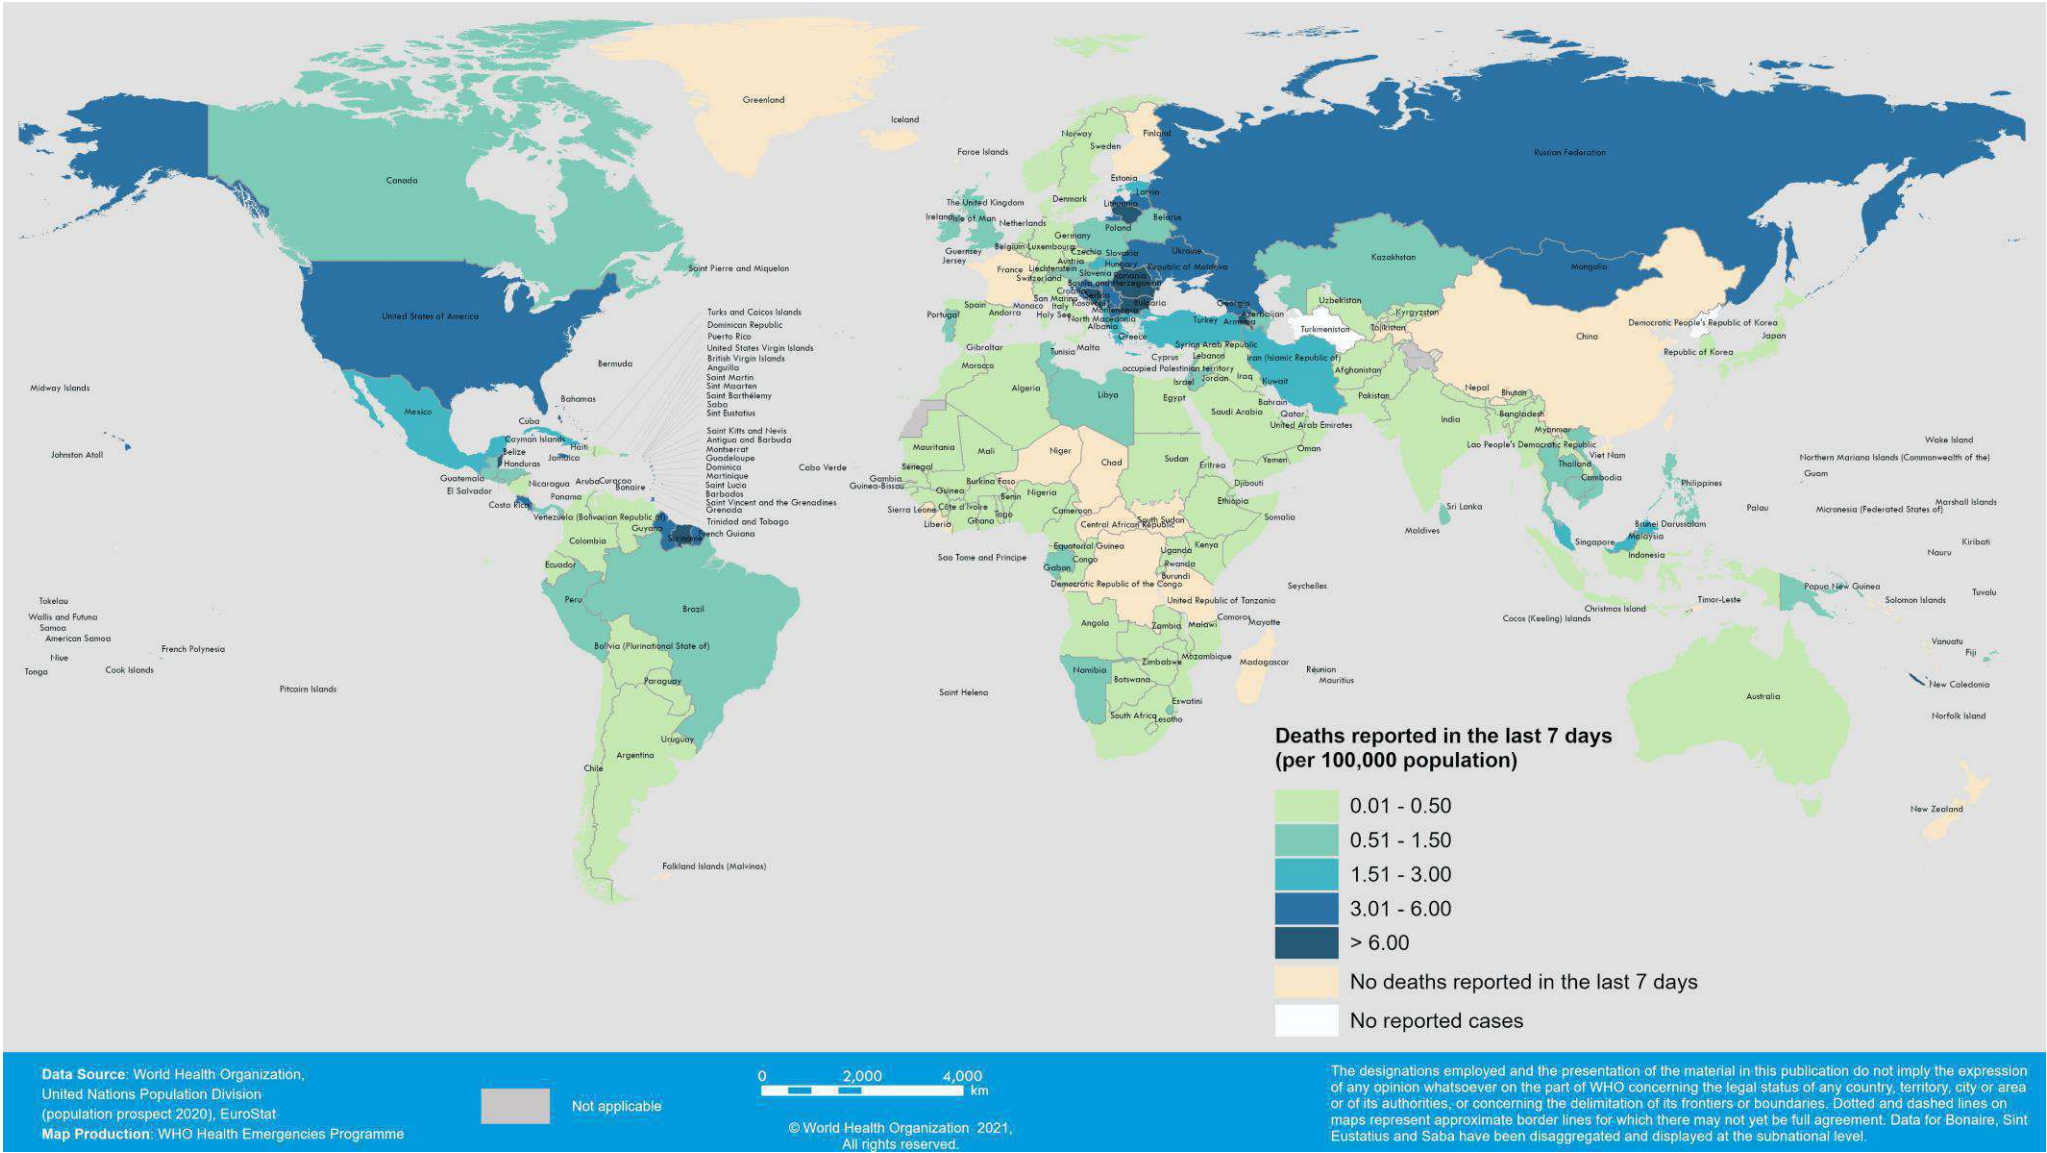 Greenland
Iceland
Faroe Islands
Norway
Sweden
Finland
Russian Federation
Canada
Estonia
Latvia
Lithuania
Denmark
The United Kingdom
Ireland
Isle of Man
Netherlands
Belarus
Poland
Germany
Guernsey
Jersey
Belgium
Luxembourg
Czechia
Slovakia
Ukraine
Austria
Hungary
Republic of Moldova
France
Liechtenstein
Switzerland
Slovenia
Romania
Bosnia and Herzegovina
Croatia
Serbia
San Marino
Italy
Kosovo[1]
Montenegro
Bulgaria
Spain
Andorra
Monaco
Holy See
North Macedonia
Albania
Portugal
Greece
Turkey
Georgia
Armenia
Azerbaijan
Kazakhstan
Mongolia
Uzbekistan
Kyrgyzstan
Tajikistan
Turkmenistan
China
Democratic People's Republic of Korea
Japan
Republic of Korea
Saint Pierre and Miquelon
United States of America
Turks and Caicos Islands
Dominican Republic
Puerto Rico
United States Virgin Islands
British Virgin Islands
Anguilla
Saint Martin
Sint Maarten
Saint Barthélemy
Saba
Sint Eustatius
Saint Kitts and Nevis
Antigua and Barbuda
Montserrat
Guadeloupe
Dominica
Martinique
Saint Lucia
Barbados
Saint Vincent and the Grenadines
Grenada
Trinidad and Tobago
French Guiana
Bermuda
Midway Islands
Johnston Atoll
Mexico
Bahamas
Cuba
Cayman Islands
Haiti
Belize
Jamaica
Honduras
Guatemala
El Salvador
Nicaragua
Aruba
Curaçao
Bonaire
Costa Rica
Panama
Venezuela (Bolivarian Republic of)
Guyana
Suriname
Colombia
Ecuador
Peru
Brazil
Bolivia (Plurinational State of)
Paraguay
Uruguay
Argentina
Chile
Falkland Islands (Malvinas)
Tokelau
Wallis and Futuna
Samoa
American Samoa
Niue
Tonga
Cook Islands
French Polynesia
Pitcairn Islands
Gibraltar
Tunisia
Malta
Cyprus
Lebanon
Syrian Arab Republic
Iran (Islamic Republic of)
occupied Palestinian territory
Israel
Jordan
Iraq
Kuwait
Afghanistan
Morocco
Algeria
Libya
Egypt
Saudi Arabia
Bahrain
Qatar
United Arab Emirates
Oman
Yemen
Pakistan
Nepal
Bhutan
India
Bangladesh
Myanmar
Lao People's Democratic Republic
Viet Nam
Thailand
Cambodia
Philippines
Sri Lanka
Maldives
Cabo Verde
Mauritania
Mali
Niger
Chad
Sudan
Eritrea
Djibouti
Senegal
Gambia
Guinea-Bissau
Guinea
Burkina Faso
Benin
Nigeria
Sierra Leone
Liberia
Côte d'Ivoire
Ghana
Togo
Cameroon
Central African Republic
South Sudan
Ethiopia
Somalia
Sao Tome and Principe
Equatorial Guinea
Gabon
Congo
Uganda
Kenya
Rwanda
Burundi
Democratic Republic of the Congo
United Republic of Tanzania
Seychelles
Angola
Zambia
Malawi
Comoros
Mayotte
Mozambique
Zimbabwe
Madagascar
Namibia
Botswana
Réunion
Mauritius
Saint Helena
Eswatini
South Africa
Lesotho
Brunei Darussalam
Malaysia
Singapore
Indonesia
Palau
Wake Island
Northern Mariana Islands (Commonwealth of the)
Guam
Marshall Islands
Micronesia (Federated States of)
Kiribati
Nauru
Papua New Guinea
Solomon Islands
Tuvalu
Timor-Leste
Christmas Island
Cocos (Keeling) Islands
Vanuatu
Fiji
New Caledonia
Norfolk Island
Australia
New Zealand
Deaths reported in the last 7 days
(per 100,000 population)
0.01 - 0.50
0.51 - 1.50
1.51 - 3.00
3.01 - 6.00
> 6.00
No deaths reported in the last 7 days
No reported cases
Data Source: World Health Organization,
United Nations Population Division
(population prospect 2020), EuroStat
Map Production: WHO Health Emergencies Programme
Not applicable
0 2,000 4,000
km
© World Health Organization 2021,
All rights reserved.
The designations employed and the presentation of the material in this publication do not imply the expression
of any opinion whatsoever on the part of WHO concerning the legal status of any country, territory, city or area
or of its authorities, or concerning the delimitation of its frontiers or boundaries. Dotted and dashed lines on
maps represent approximate border lines for which there may not yet be full agreement. Data for Bonaire, Sint
Eustatius and Saba have been disaggregated and displayed at the subnational level.